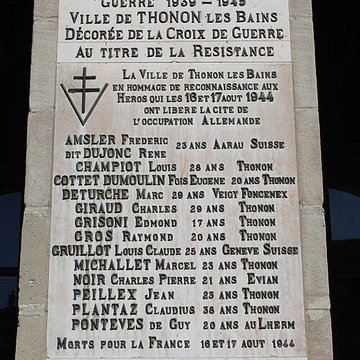 GUERRE 1939 - 1945
VILLE DE THONON LES BAINS
DÉCORÉE DE LA CROIX DE GUERRE
AU TITRE DE LA RESISTANCE
LA VILLE DE THONON LES BAINS
EN HOMMAGE DE RECONNAISSANCE AUX
HEROS QUI LES 16 ET 17 AOUT 1944
ONT LIBERE LA CITE DE
L'OCCUPATION ALLEMANDE
AMSLER FREDERIC 23 ANS AARAU SUISSE
DIT DUJONC RENE
CHAMPIOT LOUIS 28 ANS THONON
COTTET DUMOULIN FOIS EUGENE 20 ANS THONON
DETURCHE MARC 29 ANS VEIGY FONCENEX
GIRAUD CHARLES 29 ANS THONON
GRISONI EDMOND 17 ANS THONON
GROS RAYMOND 20 ANS THONON
GRUILLOT LOUIS CLAUDE 25 ANS GENEVE SUISSE
MICHALLET MARCEL 23 ANS THONON
NOIR CHARLES PIERRE 21 ANS EVIAN
PEILLEX JEAN 23 ANS THONON
PLANTAZ CLAUDIUS 38 ANS THONON
PONTEVÈS DE GUY 20 ANS AU LHERM
MORTS POUR LA FRANCE 16 ET 17 AOUT 1944